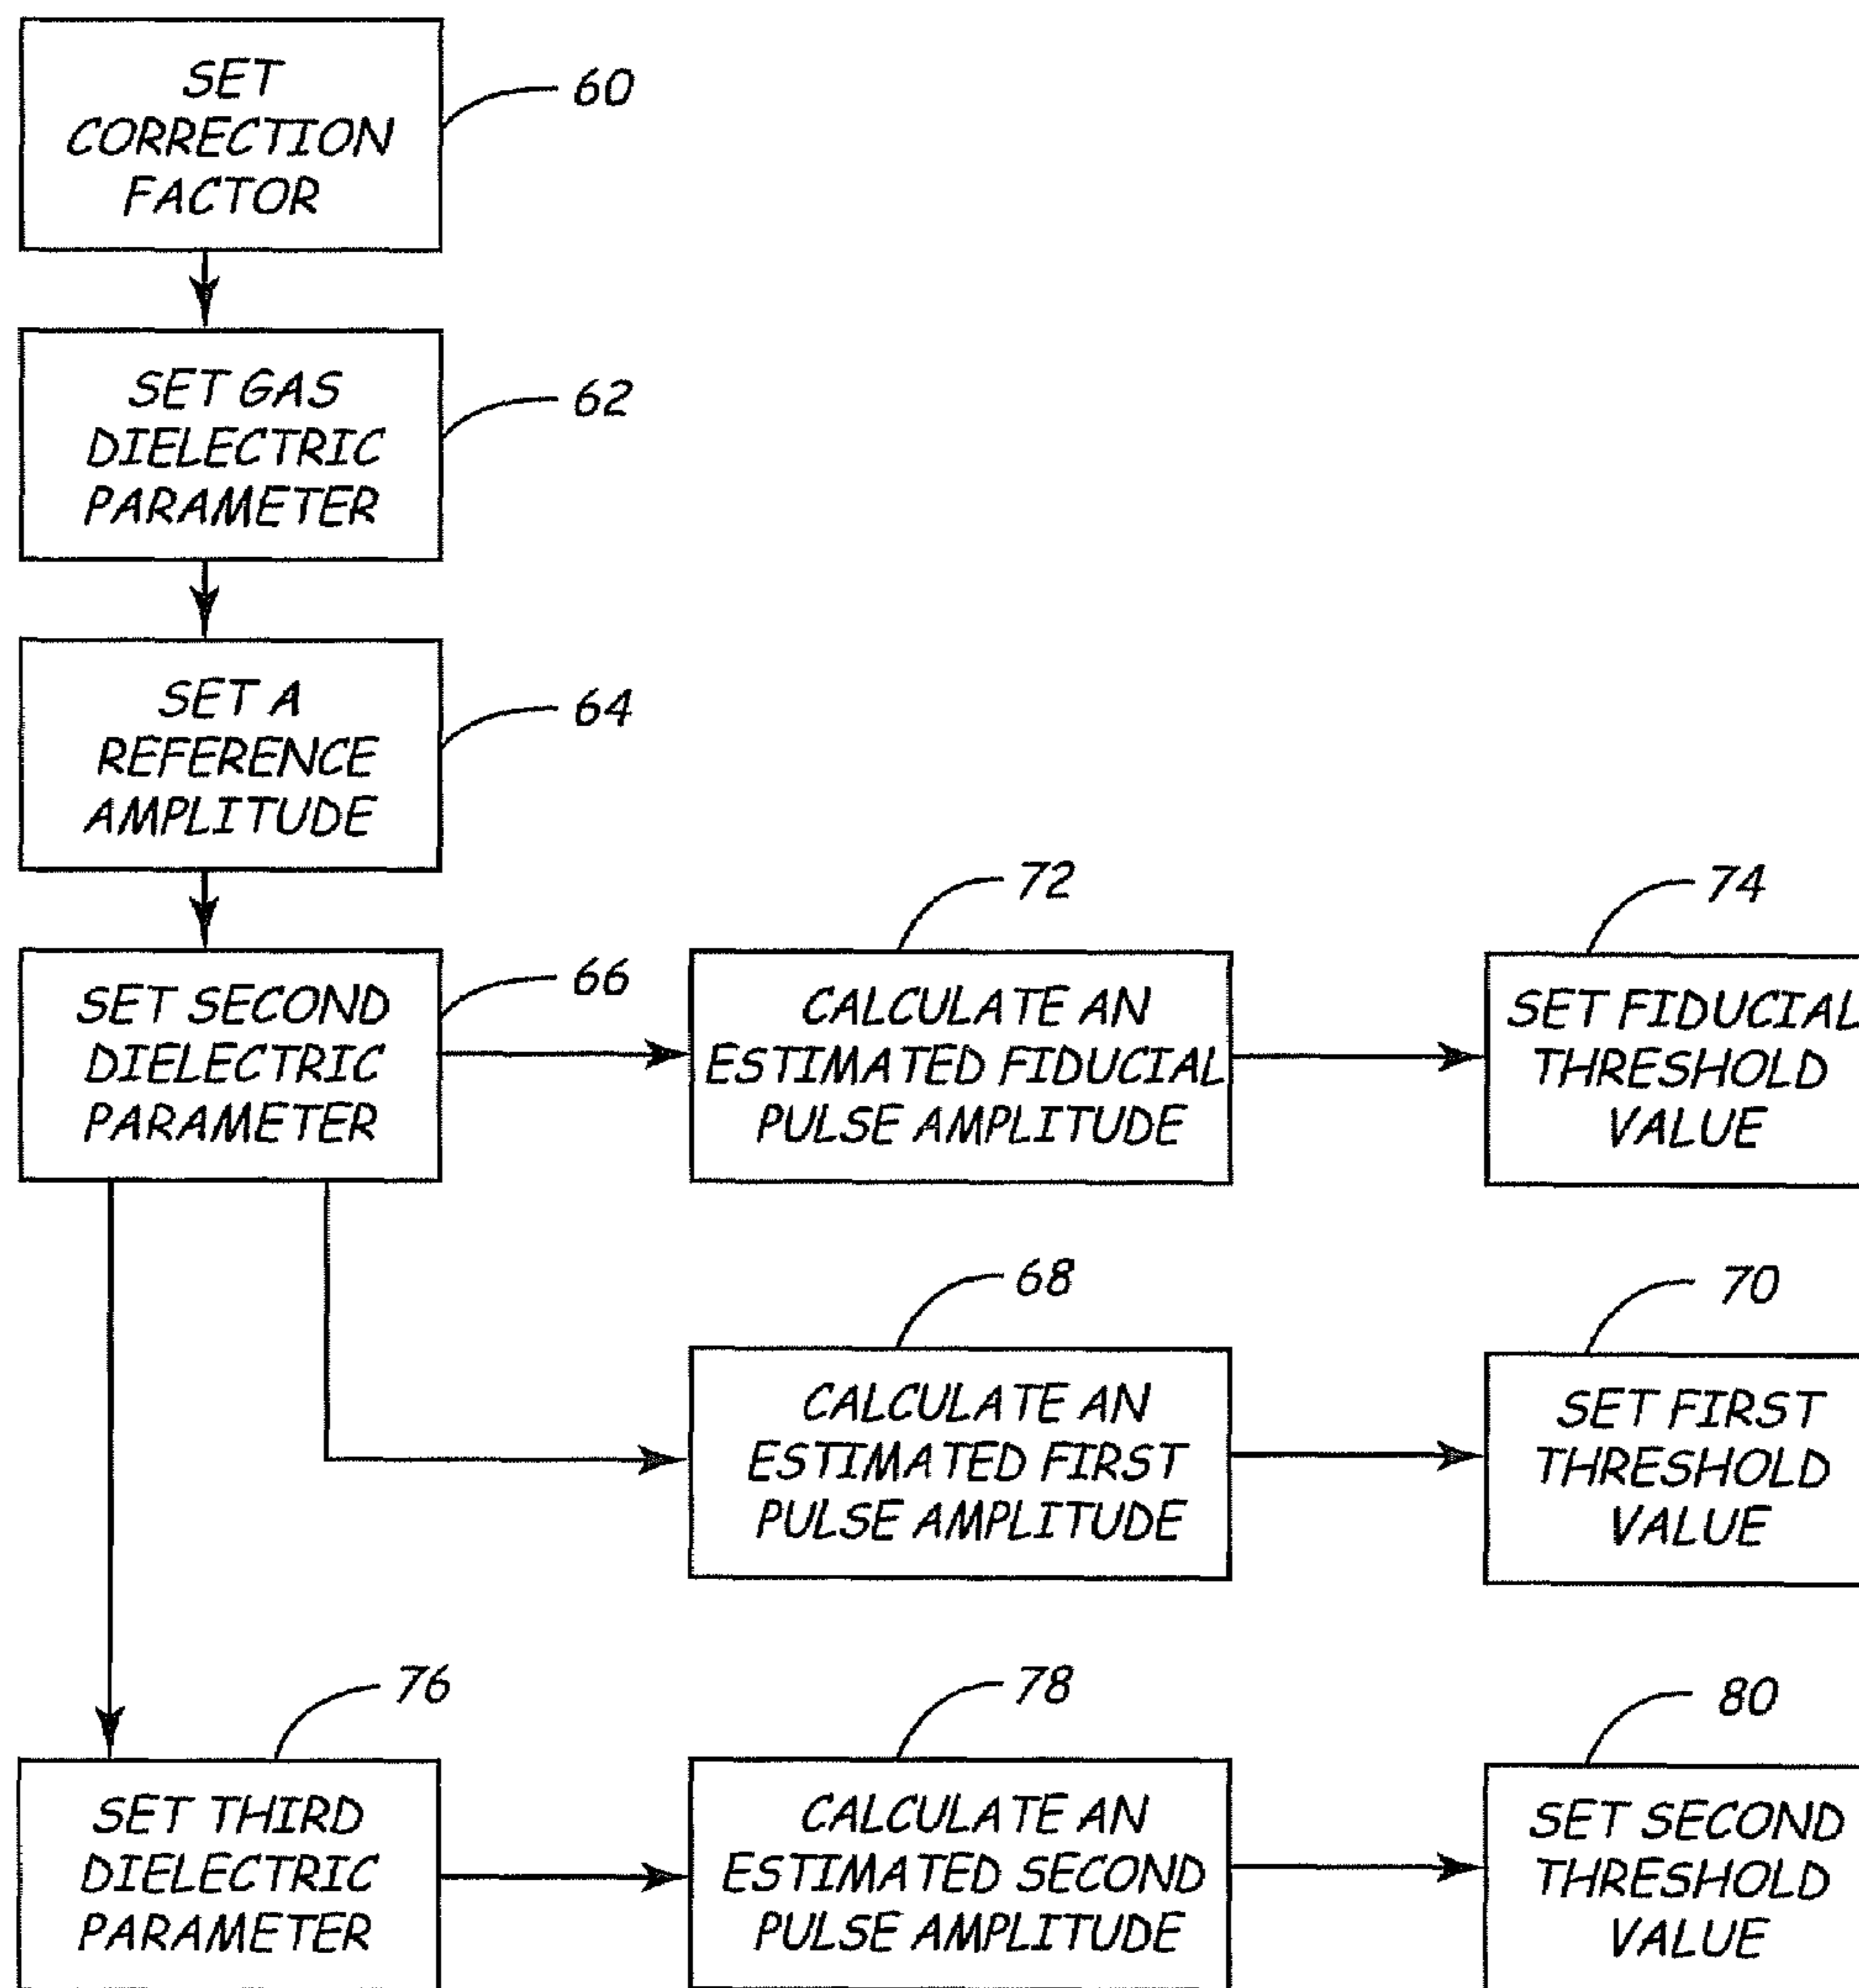 SET
CORRECTION
FACTOR
60
SET GAS
DIELECTRIC
PARAMETER
62
SET A
REFERENCE
AMPLITUDE
64
SET SECOND
DIELECTRIC
PARAMETER
66
CALCULATE AN
ESTIMATED FIDUCIAL
PULSE AMPLITUDE
72
SET FIDUCIAL
THRESHOLD
VALUE
74
CALCULATE AN
ESTIMATED FIRST
PULSE AMPLITUDE
68
SET FIRST
THRESHOLD
VALUE
70
SET THIRD
DIELECTRIC
PARAMETER
76
CALCULATE AN
ESTIMATED SECOND
PULSE AMPLITUDE
78
SET SECOND
THRESHOLD
VALUE
80